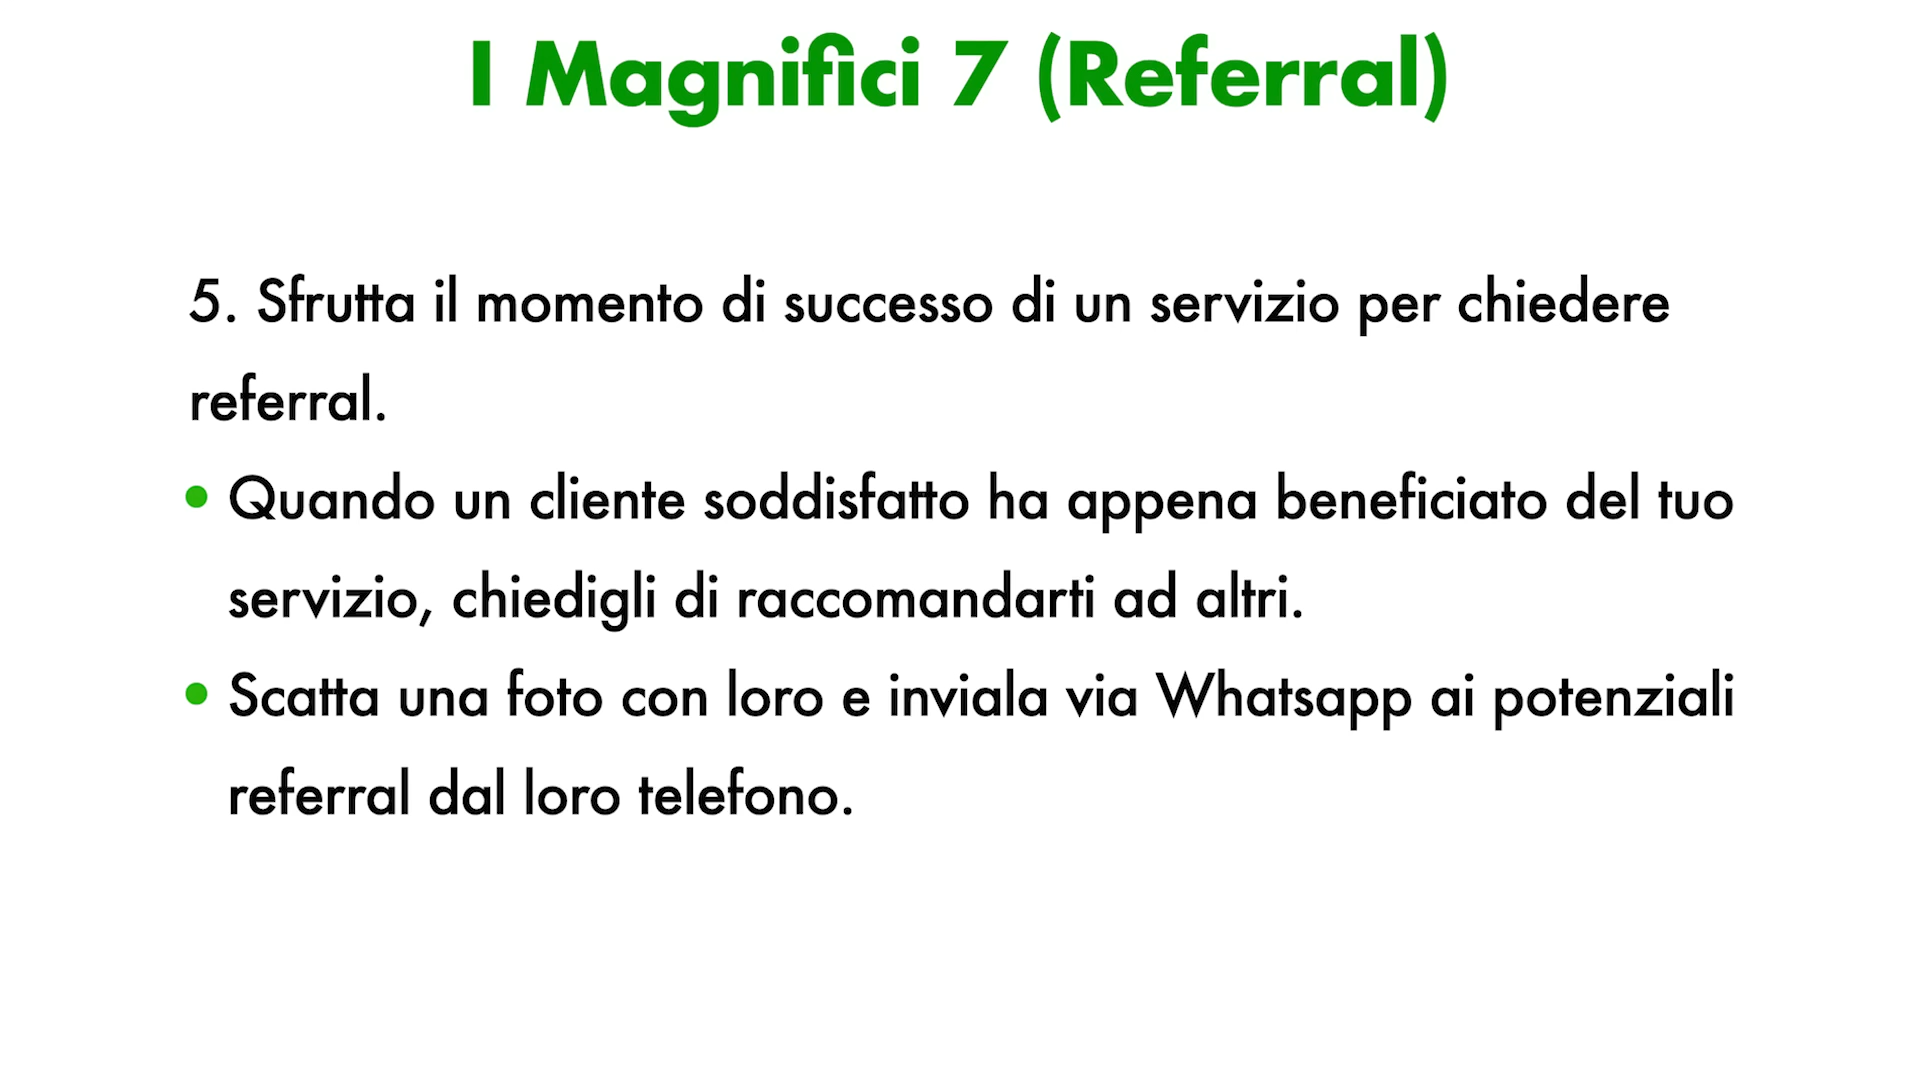 I Magnifici 7 (Referral)
5. Sfrutta il momento di successo di un servizio per chiedere
referral.
• Quando un cliente soddisfatto ha appena beneficiato del tuo
servizio, chiedigli di raccomandarti ad altri.
• Scatta una foto con loro e inviala via Whatsapp ai potenziali
referral dal loro telefono.